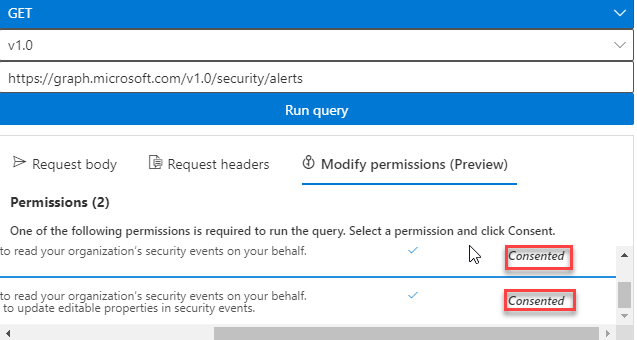 GET
v1.0
https://graph.microsoft.com/v1.0/security/alerts
Run query
Request body Request headers Modify permissions (Preview)
Permissions (2)
One of the following permissions is required to run the query. Select a permission and click Consent.
to read your organization's security events on your behalf. Consented
to read your organization's security events on your behalf. Consented
to update editable properties in security events.